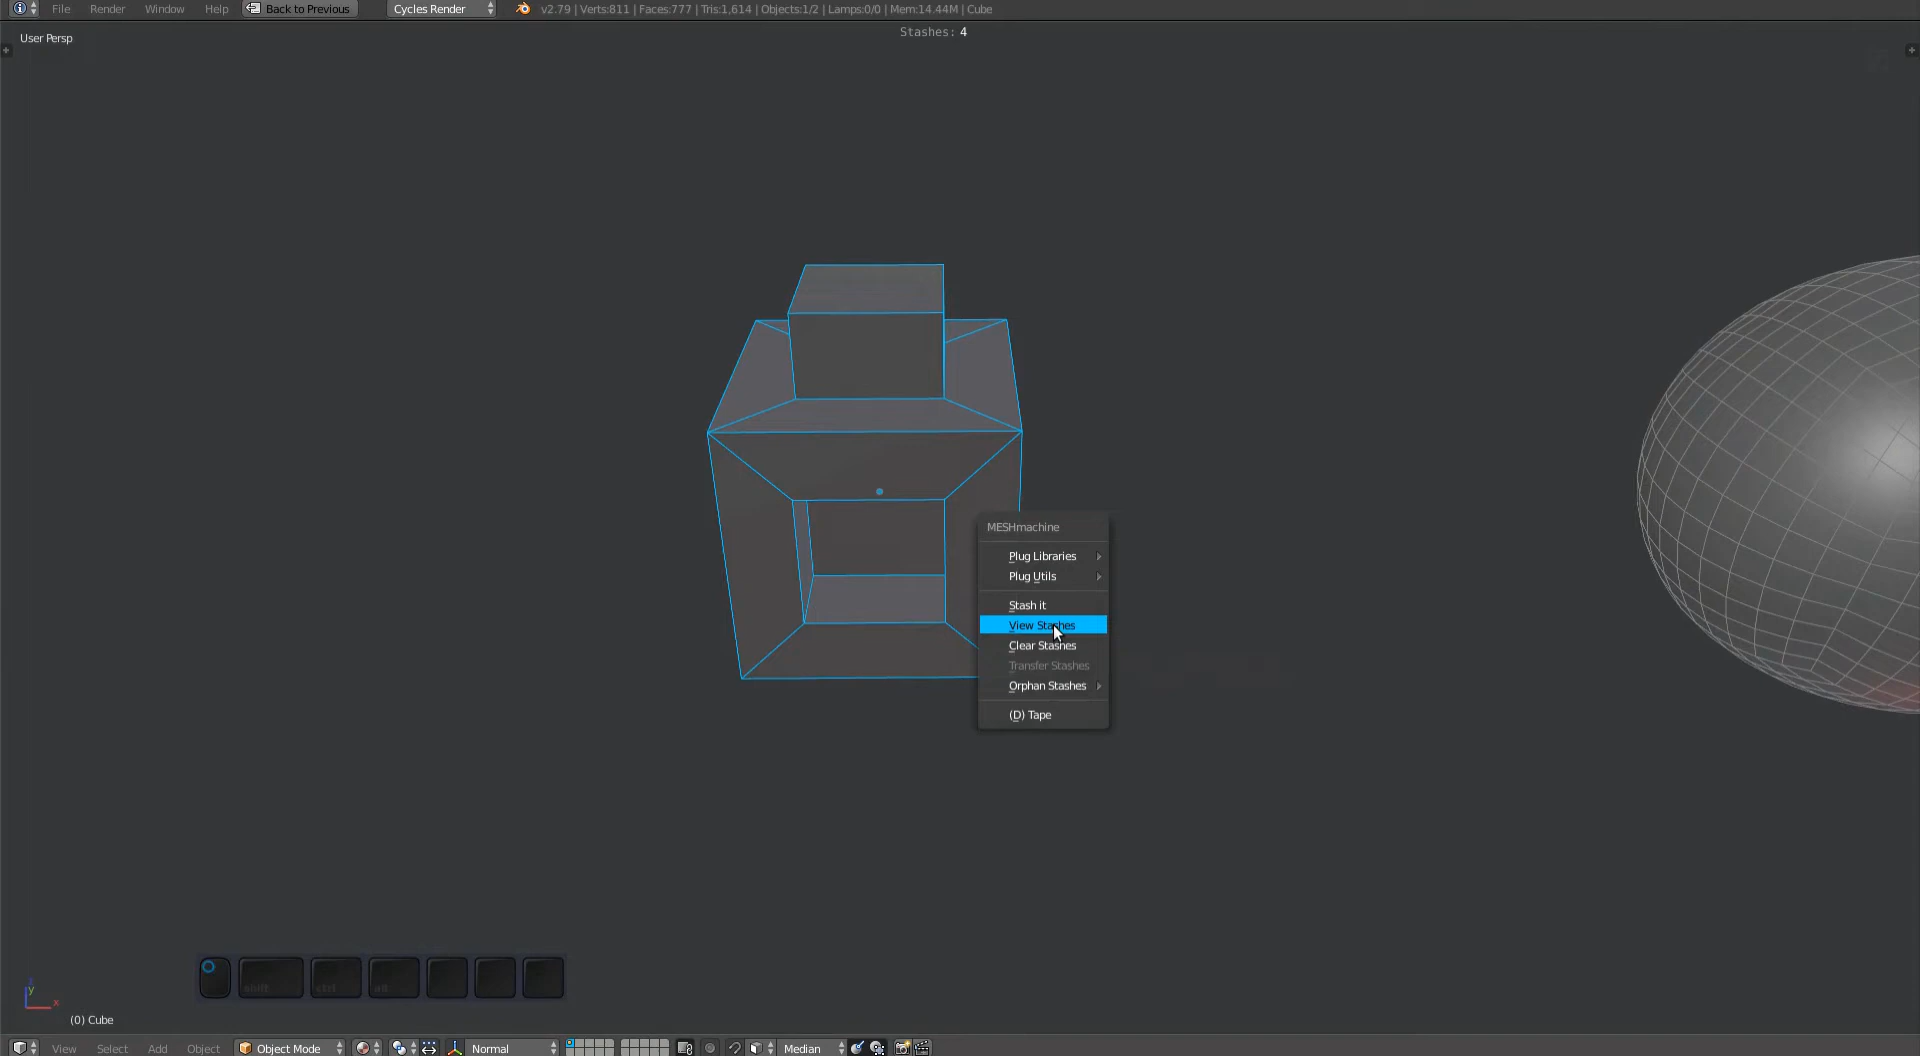 File Render Window Help Back to Previous Cycles Render v2.79 | Verts:811 | Faces:777 | Tris:1,614 | Objects:1/2 | Lamps:0/0 | Mem:14.44M | Cube
Stashes: 4
User Persp
MESHmachine
Plug Libraries
Plug Utils
Stash it
View Stashes
Clear Stashes
Transfer Stashes
Orphan Stashes
(D) Tape
shift ctrl alt
y
x
(0) Cube
View Select Add Object Object Mode Normal Median